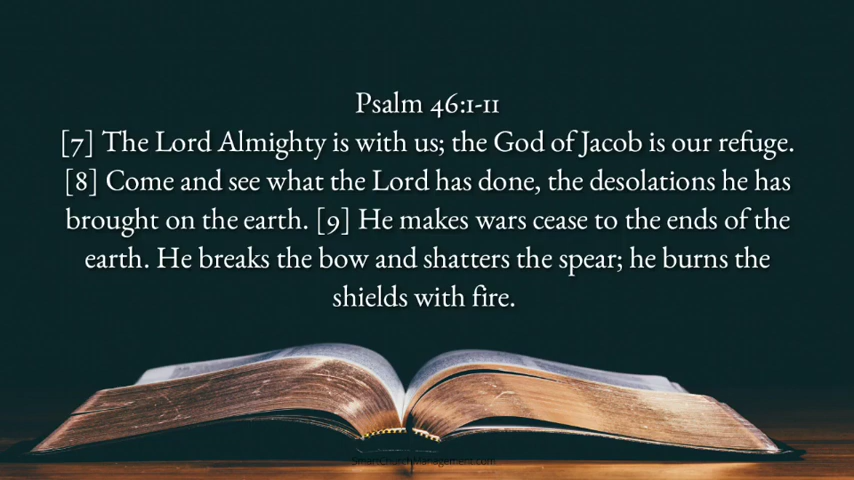 Psalm 46:1-11
[7] The Lord Almighty is with us; the God of Jacob is our refuge.
[8] Come and see what the Lord has done, the desolations he has
brought on the earth. [9] He makes wars cease to the ends of the
earth. He breaks the bow and shatters the spear; he burns the
shields with fire.
SmartChurchManagement.com